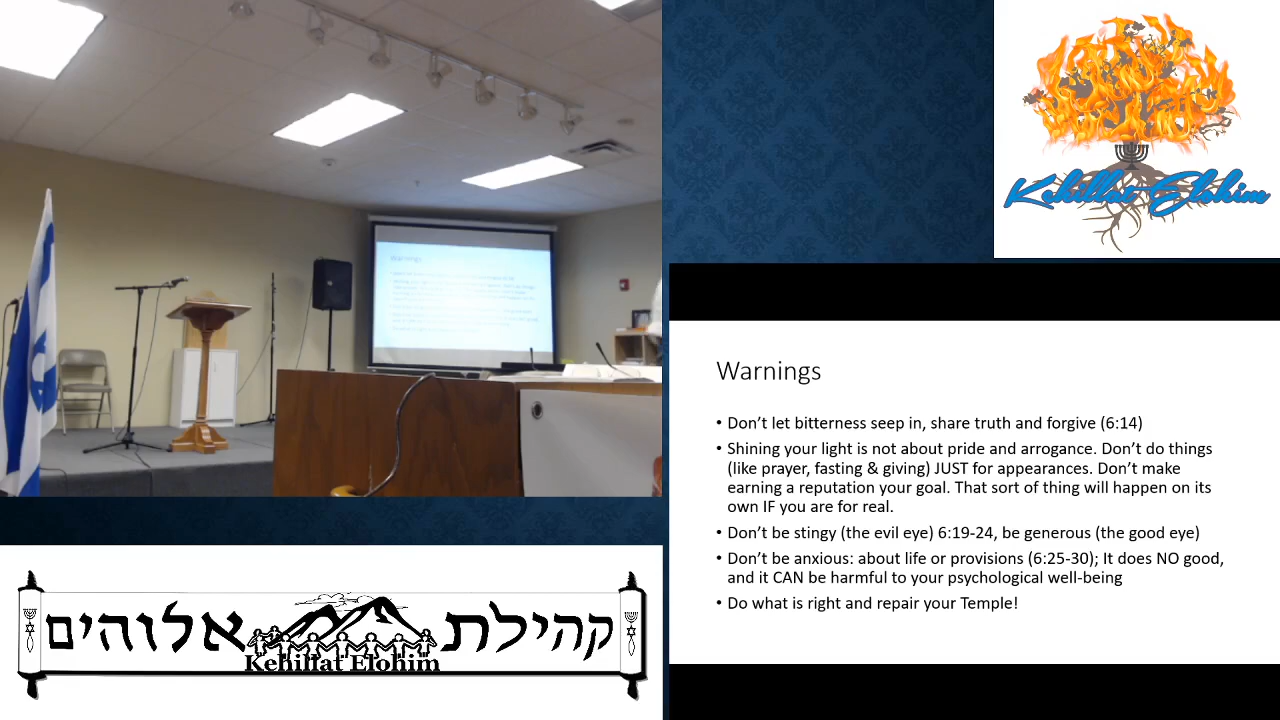 Kehillat Elohim
Warnings
• Don’t let bitterness seep in, share truth and forgive (6:14)
• Shining your light is not about pride and arrogance. Don’t do things
(like prayer, fasting & giving) JUST for appearances. Don’t make
earning a reputation your goal. That sort of thing will happen on its
own IF you are for real.
• Don’t be stingy (the evil eye) 6:19-24, be generous (the good eye)
• Don’t be anxious: about life or provisions (6:25-30); It does NO good,
and it CAN be harmful to your psychological well-being
• Do what is right and repair your Temple!
Warnings
קהילת אלוהים
Kehillat Elohim